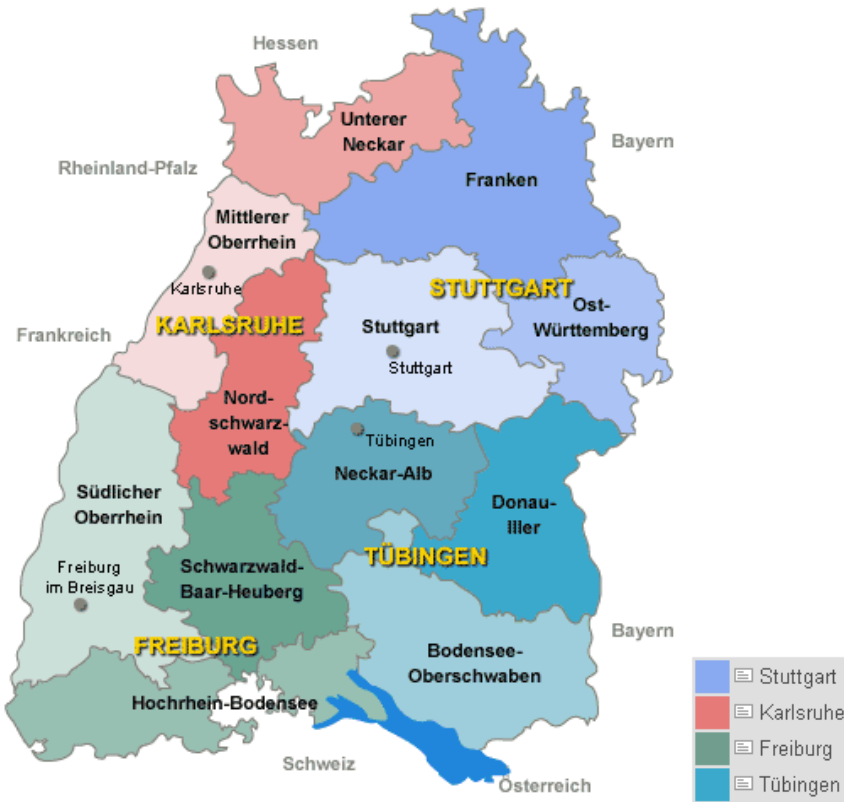 Hessen
Unterer
Neckar
Bayern
Rheinland-Pfalz
Franken
Mittlerer
Oberrhein
Karlsruhe
STUTTGART
Ost-
Württemberg
KARLSRUHE
Stuttgart
Frankreich
Stuttgart
Nord-
schwarz-
wald
Tübingen
Neckar-Alb
Südlicher
Oberrhein
Donau-
Iller
TÜBINGEN
Freiburg
im Breisgau
Schwarzwald-
Baar-Heuberg
FREIBURG
Bodensee-
Oberschwaben
Bayern
Hochrhein-Bodensee
Schweiz
Österreich
Stuttgart
Karlsruhe
Freiburg
Tübingen